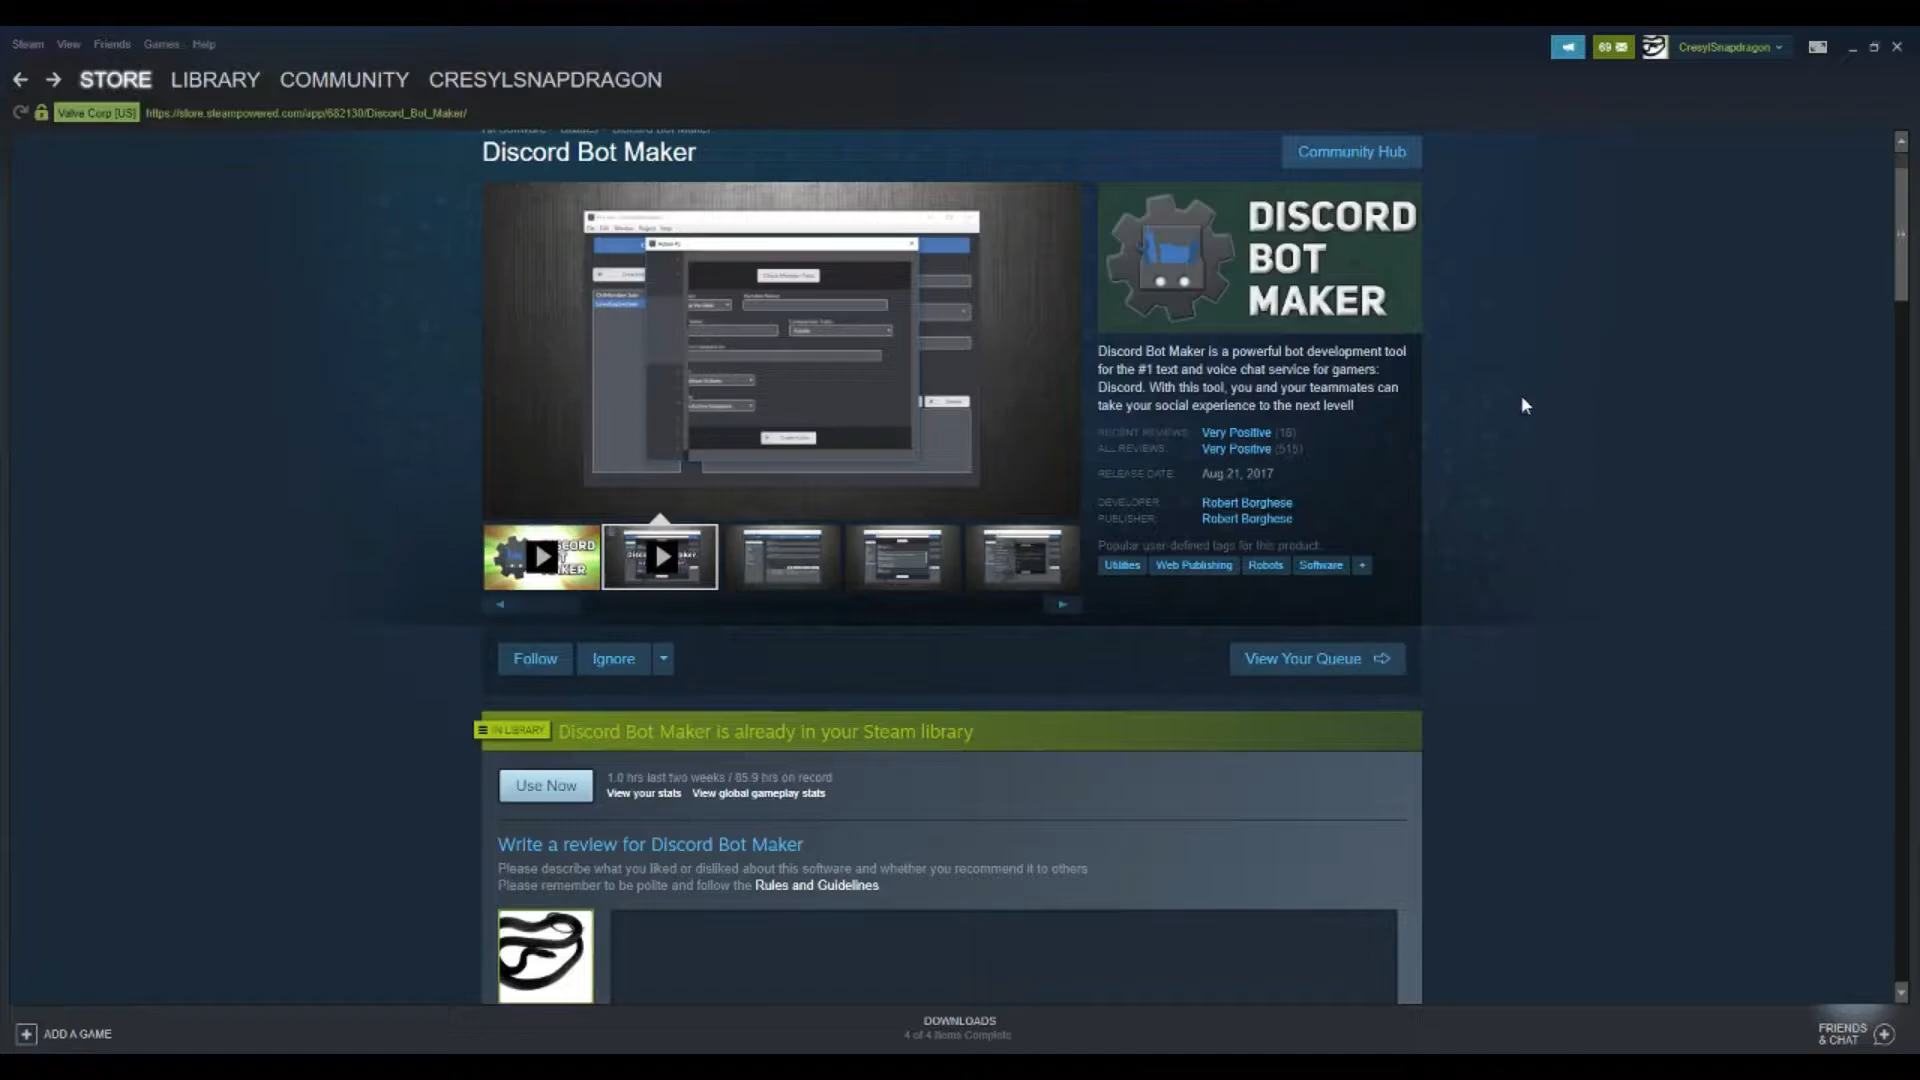 Steam View Friends Games Help
69
CresylSnapdragon
STORE LIBRARY COMMUNITY CRESYLSNAPDRAGON
Valve Corp [US] https://store.steampowered.com/app/682130/Discord_Bot_Maker/
Discord Bot Maker
Community Hub
DISCORD
BOT
MAKER
Discord Bot Maker is a powerful bot development tool
for the #1 text and voice chat service for gamers:
Discord. With this tool, you and your teammates can
take your social experience to the next level!
RECENT REVIEWS: Very Positive (16)
ALL REVIEWS: Very Positive (515)
RELEASE DATE: Aug 21, 2017
DEVELOPER: Robert Borghese
PUBLISHER: Robert Borghese
Popular user-defined tags for this product:
Utilities Web Publishing Robots Software +
Follow Ignore
View Your Queue
IN LIBRARY Discord Bot Maker is already in your Steam library
Use Now
1.0 hrs last two weeks / 85.9 hrs on record
View your stats View global gameplay stats
Write a review for Discord Bot Maker
Please describe what you liked or disliked about this software and whether you recommend it to others
Please remember to be polite and follow the Rules and Guidelines
ADD A GAME
DOWNLOADS
4 of 4 Items Complete
FRIENDS
& CHAT